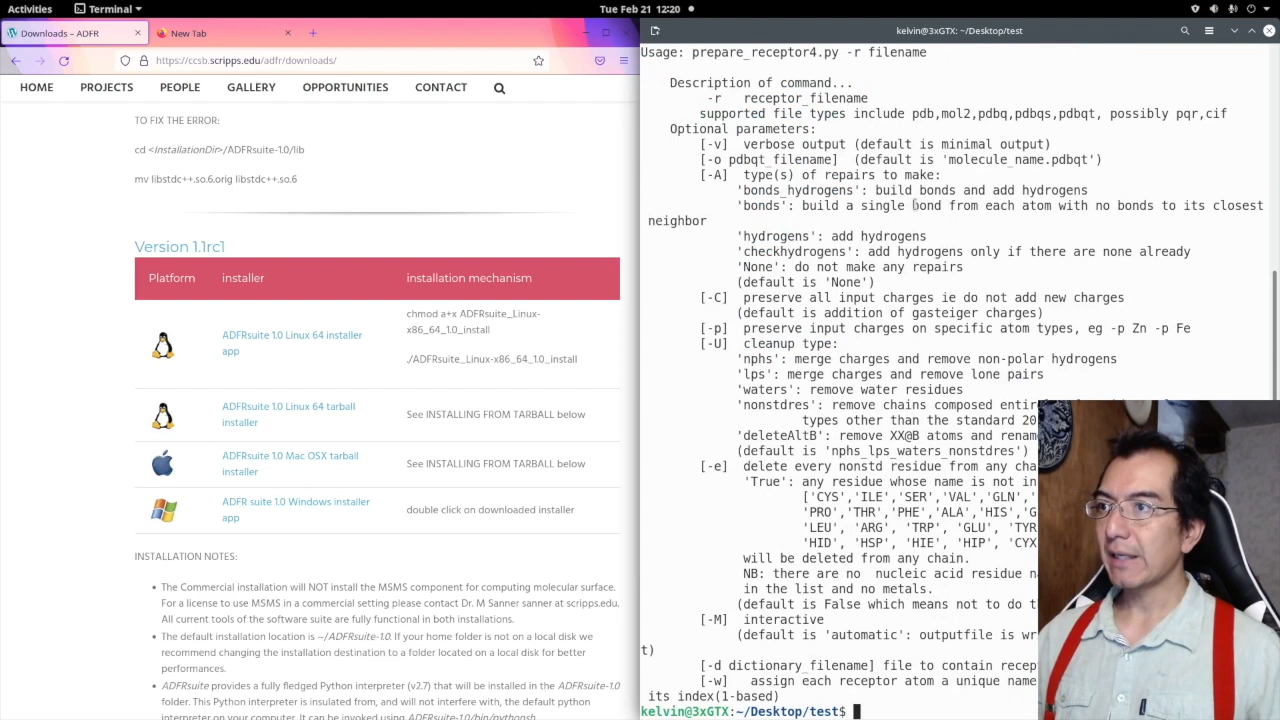 Activities
Terminal
Tue Feb 21 12:20
Downloads – ADFR
New Tab
https://ccsb.scripps.edu/adfr/downloads/
HOME
PROJECTS
PEOPLE
GALLERY
OPPORTUNITIES
CONTACT
TO FIX THE ERROR:
cd <InstallationDir>/ADFRsuite-1.0/lib
mv libstdc++.so.6.orig libstdc++.so.6
Version 1.1rc1
Platform
installer
installation mechanism
ADFRsuite 1.0 Linux 64 installer
app
chmod a+x ADFRsuite_Linux-
x86_64_1.0_install
./ADFRsuite_Linux-x86_64_1.0_install
ADFRsuite 1.0 Linux 64 tarball
installer
See INSTALLING FROM TARBALL below
ADFRsuite 1.0 Mac OSX tarball
installer
See INSTALLING FROM TARBALL below
ADFR suite 1.0 Windows installer
app
double click on downloaded installer
INSTALLATION NOTES:
• The Commercial installation will NOT install the MSMS component for computing molecular surface.
For a license to use MSMS in a commercial setting please contact Dr. M Sanner sanner at scripps.edu.
All current tools of the software suite are fully functional in both installations.
• The default installation location is ~/ADFRsuite-1.0. If your home folder is not on a local disk we
recommend changing the installation destination to a folder located on a local disk for better
performances.
• ADFRsuite provides a fully fledged Python interpreter (v2.7) that will be installed in the ADFRsuite-1.0
folder. This Python interpreter is insulated from, and will not interfere with, the default python
interpreter on your computer. It can be invoked using ADFRsuite-1.0/bin/pythonsh.
kelvin@3xGTX: ~/Desktop/test
Usage: prepare_receptor4.py -r filename
Description of command...
-r receptor_filename
supported file types include pdb,mol2,pdbq,pdbqs,pdbqt, possibly pqr,cif
Optional parameters:
[-v] verbose output (default is minimal output)
[-o pdbqt_filename] (default is 'molecule_name.pdbqt')
[-A] type(s) of repairs to make:
'bonds_hydrogens': build bonds and add hydrogens
'bonds': build a single bond from each atom with no bonds to its closest
neighbor
'hydrogens': add hydrogens
'checkhydrogens': add hydrogens only if there are none already
'None': do not make any repairs
(default is 'None')
[-C] preserve all input charges ie do not add new charges
(default is addition of gasteiger charges)
[-p] preserve input charges on specific atom types, eg -p Zn -p Fe
[-U] cleanup type:
'nphs': merge charges and remove non-polar hydrogens
'lps': merge charges and remove lone pairs
'waters': remove water residues
'nonstdres': remove chains composed
types other than the standard 20
'deleteAltB': remove XX@B atoms and
(default is 'nphs_lps_waters_nonstdres')
[-e] delete every nonstd residue from any
'True': any residue whose name is not in
['CYS','ILE','SER','VAL','GLN',
'PRO','THR','PHE','ALA','HIS',
'LEU', 'ARG', 'TRP', 'GLU',
'HID', 'HSP', 'HIE', 'HIP',
will be deleted from any chain.
NB: there are no nucleic acid residue
in the list and no metals.
(default is False which means not to do
[-M] interactive
(default is 'automatic': outputfile is
t)
[-d dictionary_filename] file to contain
[-w] assign each receptor atom a unique
its index(1-based)
kelvin@3xGTX:~/Desktop/test$